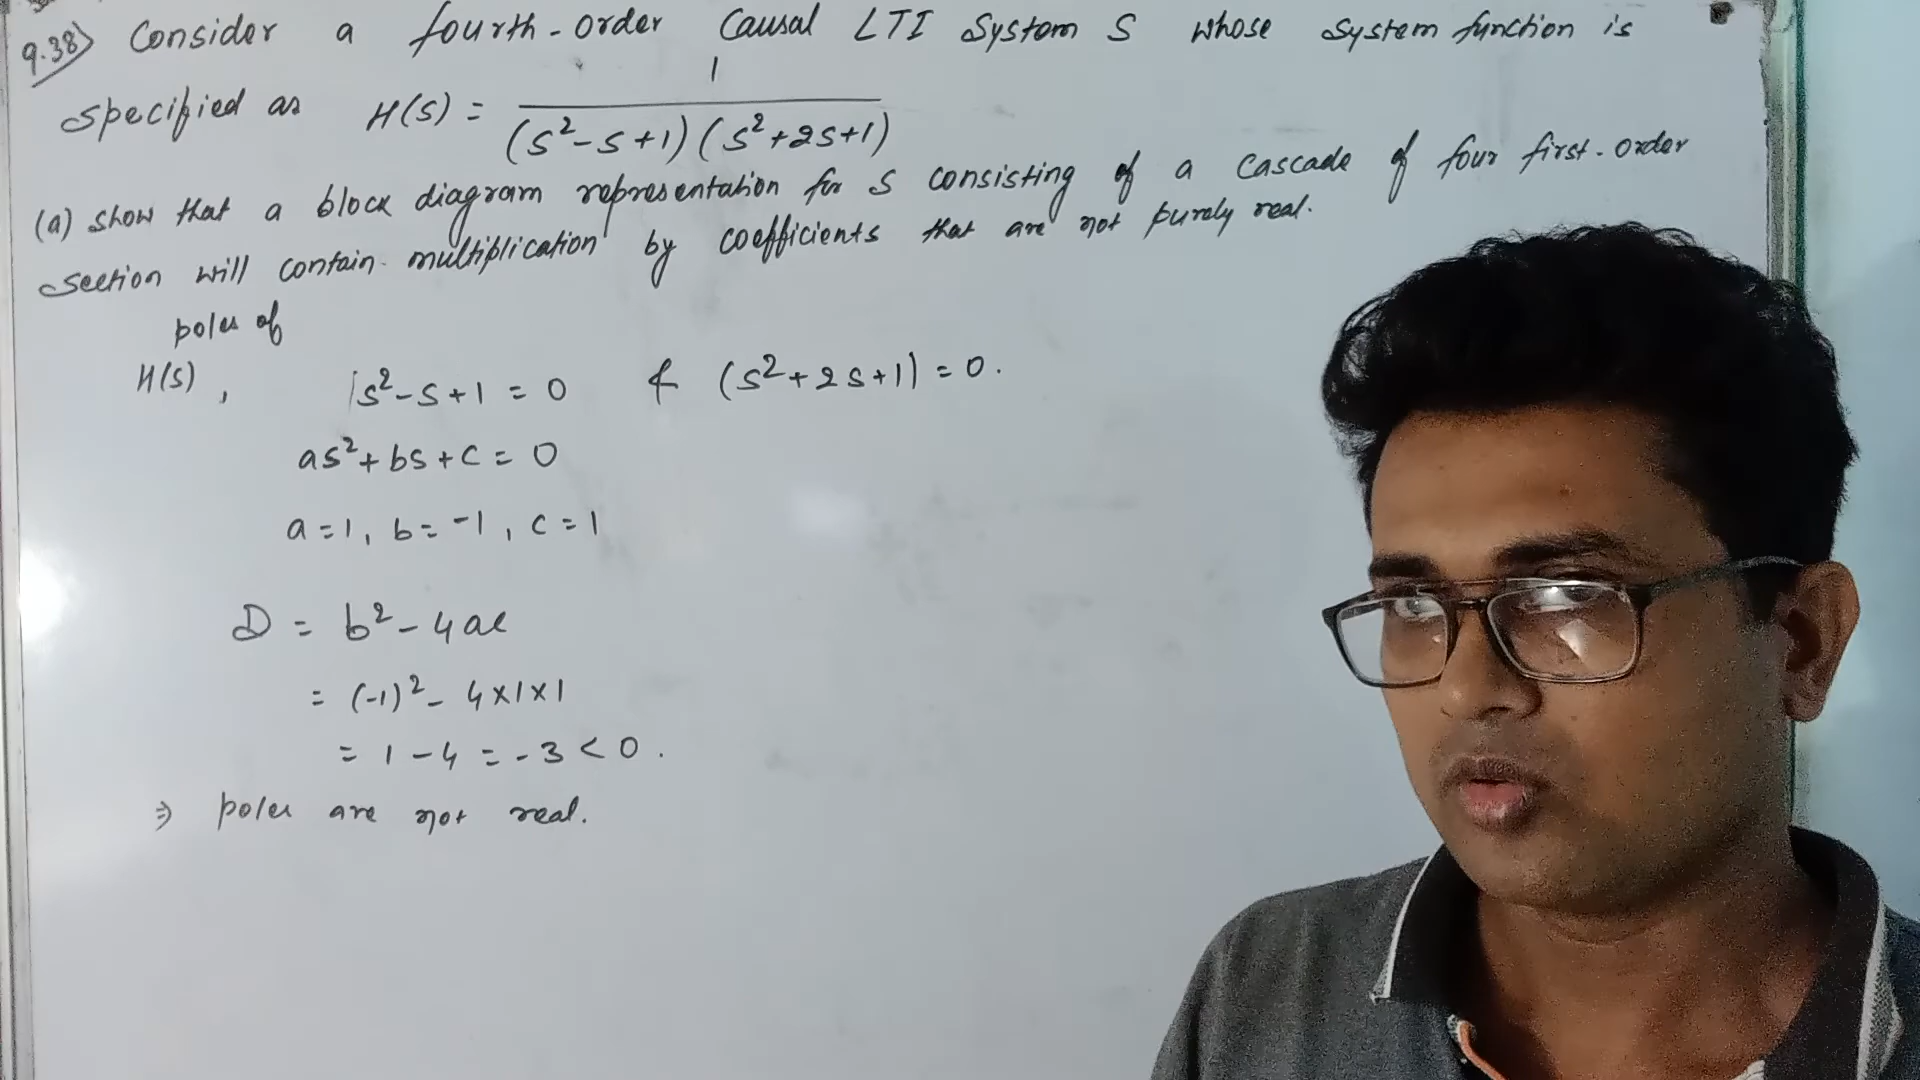 9.38) Consider a fourth-order Causal LTI System S whose System function is
specified as H(s) = 1 / (s²-s+1)(s²+2s+1)
(a) show that a block diagram representation for S consisting of a cascade of four first-order
section will contain multiplication by coefficients that are not purely real.
poles of
H(s), s²-s+1 = 0 & (s²+2s+1) = 0.
as²+bs+c = 0
a=1, b=-1, c=1
D = b²-4ac
= (-1)²- 4×1×1
= 1-4 = -3 < 0.
⇒ poles are not real.